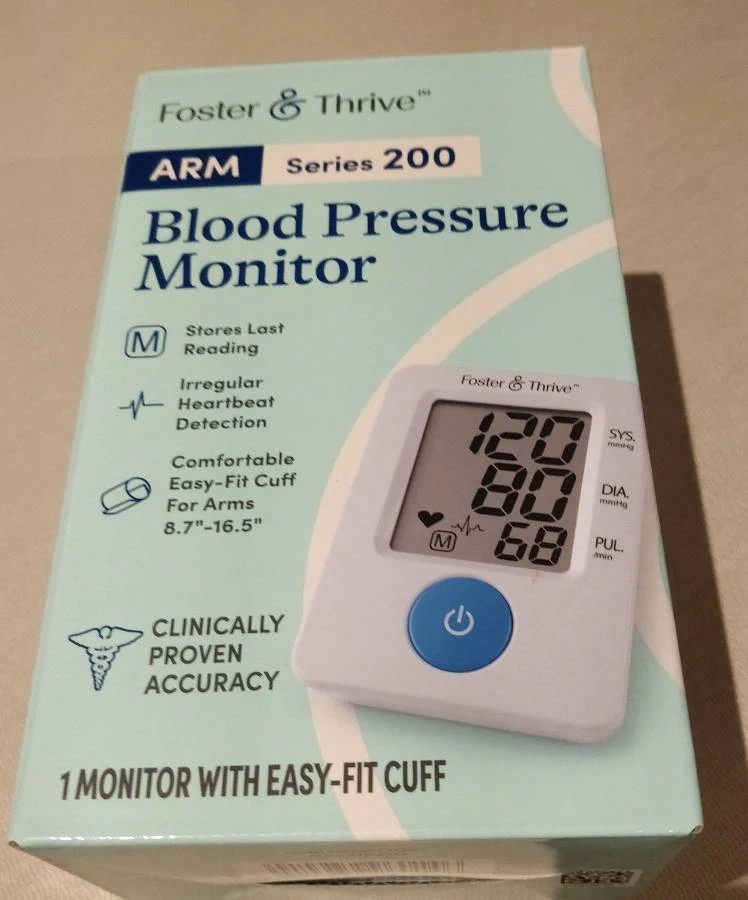 Foster & Thrive™
ARM Series 200
Blood Pressure
Monitor
M Stores Last
Reading
Irregular
Heartbeat
Detection
Comfortable
Easy-Fit Cuff
For Arms
8.7"-16.5"
Foster & Thrive™
120 SYS.
mmHg
80 DIA.
mmHg
M 68 PUL.
/min
CLINICALLY
PROVEN
ACCURACY
1 MONITOR WITH EASY-FIT CUFF